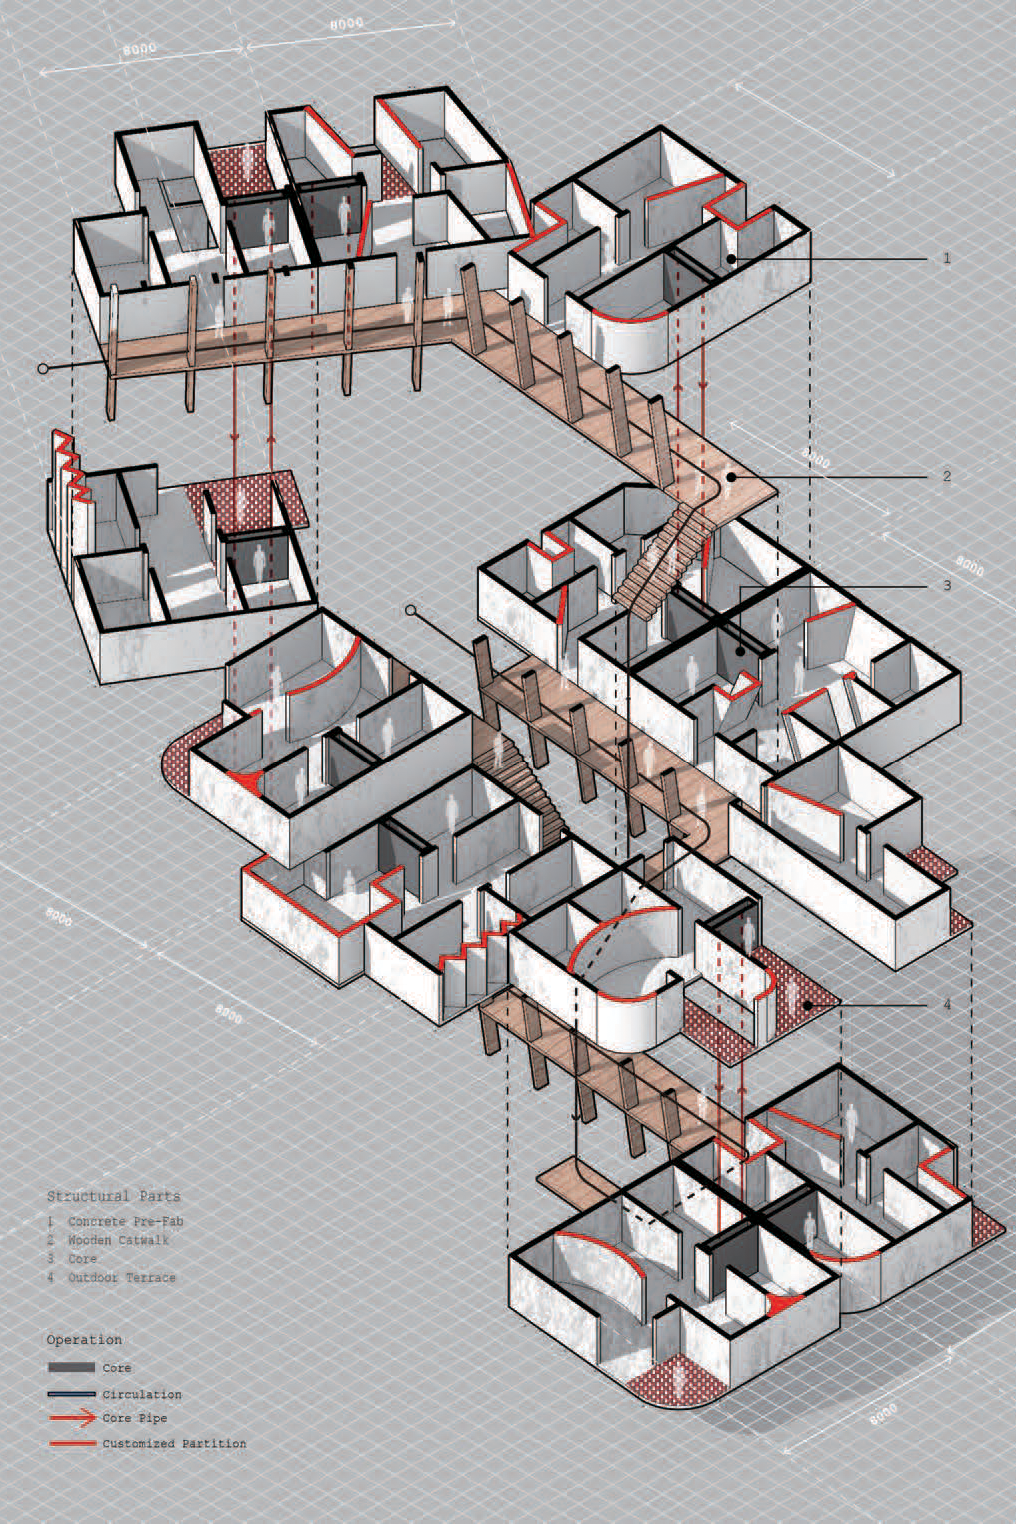 8000
8000
1
8000
2
8000
3
8000
8000
4
Structural Parts
1 Concrete Pre-Fab
2 Wooden Catwalk
3 Core
4 Outdoor Terrace
Operation
Core
Circulation
Core Pipe
8000
Customized Partition